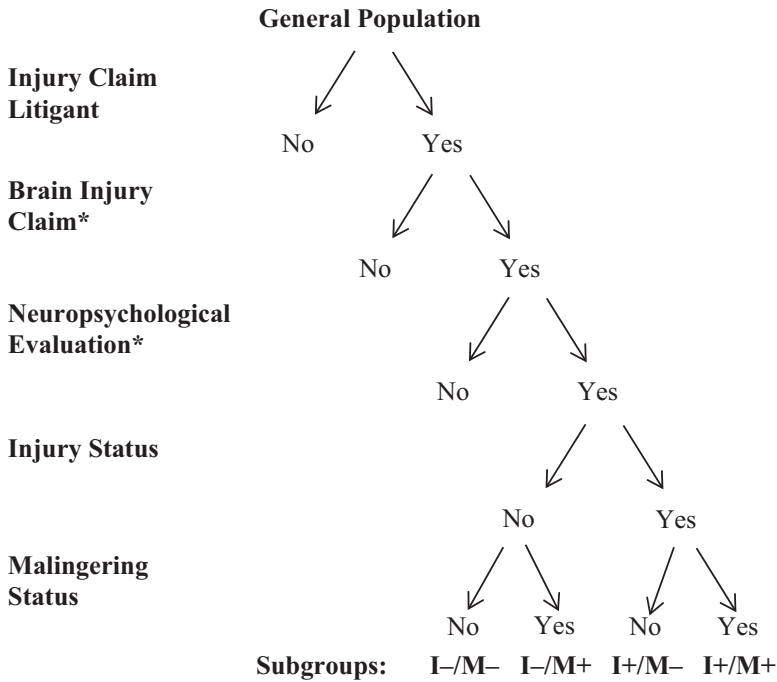 General Population
Injury Claim
Litigant
No Yes
Brain Injury
Claim*
No Yes
Neuropsychological
Evaluation*
No Yes
Injury Status
No Yes
Malingering
Status
No Yes No Yes
Subgroups: I–/M– I–/M+ I+/M– I+/M+